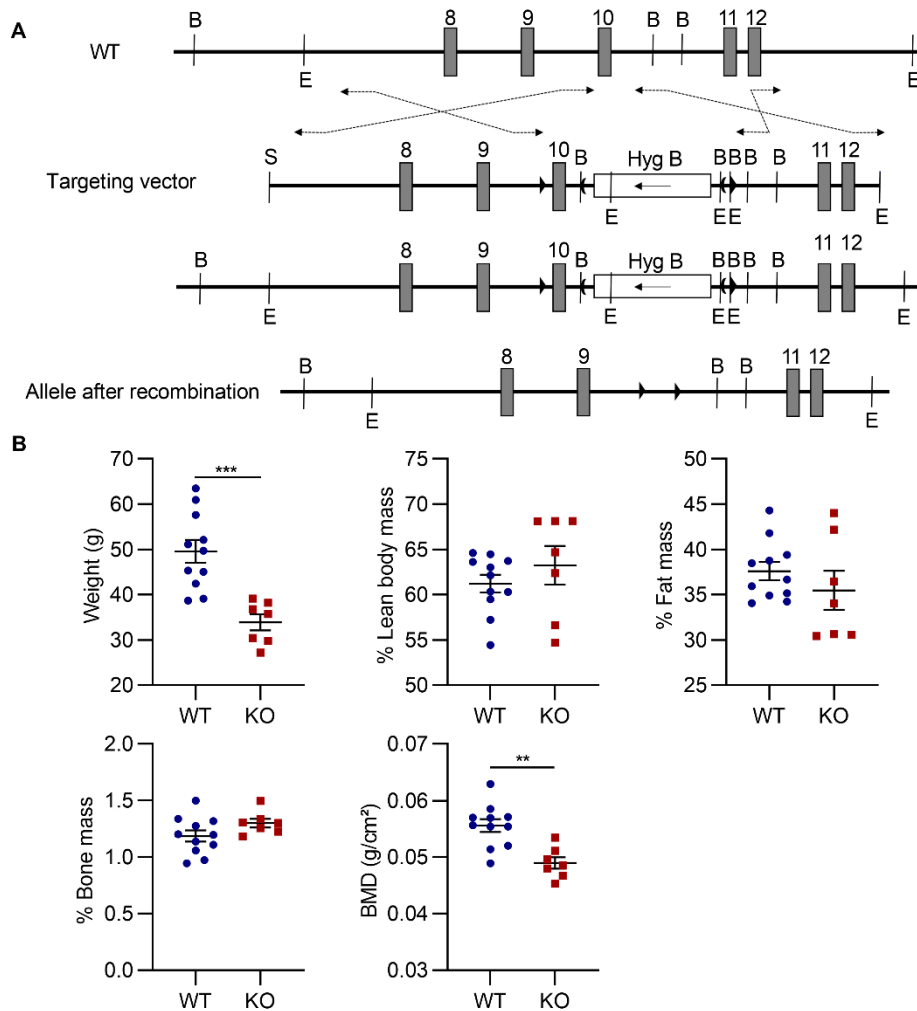 A
B 8 9 10 B B 11 12
WT
E E
S 8 9 10 B Hyg B B B B B 11 12
Targeting vector
E E E E
B 8 9 10 B Hyg B B B B B 11 12
E E E E E
B 8 9 B B 11 12
Allele after recombination
E E
B
Weight (g)
70
60
50
40
30
20
***
WT KO
% Lean body mass
75
70
65
60
55
50
WT KO
% Fat mass
50
45
40
35
30
25
WT KO
% Bone mass
2.0
1.5
1.0
0.5
0.0
WT KO
BMD (g/cm²)
0.07
0.06
0.05
0.04
0.03
**
WT KO